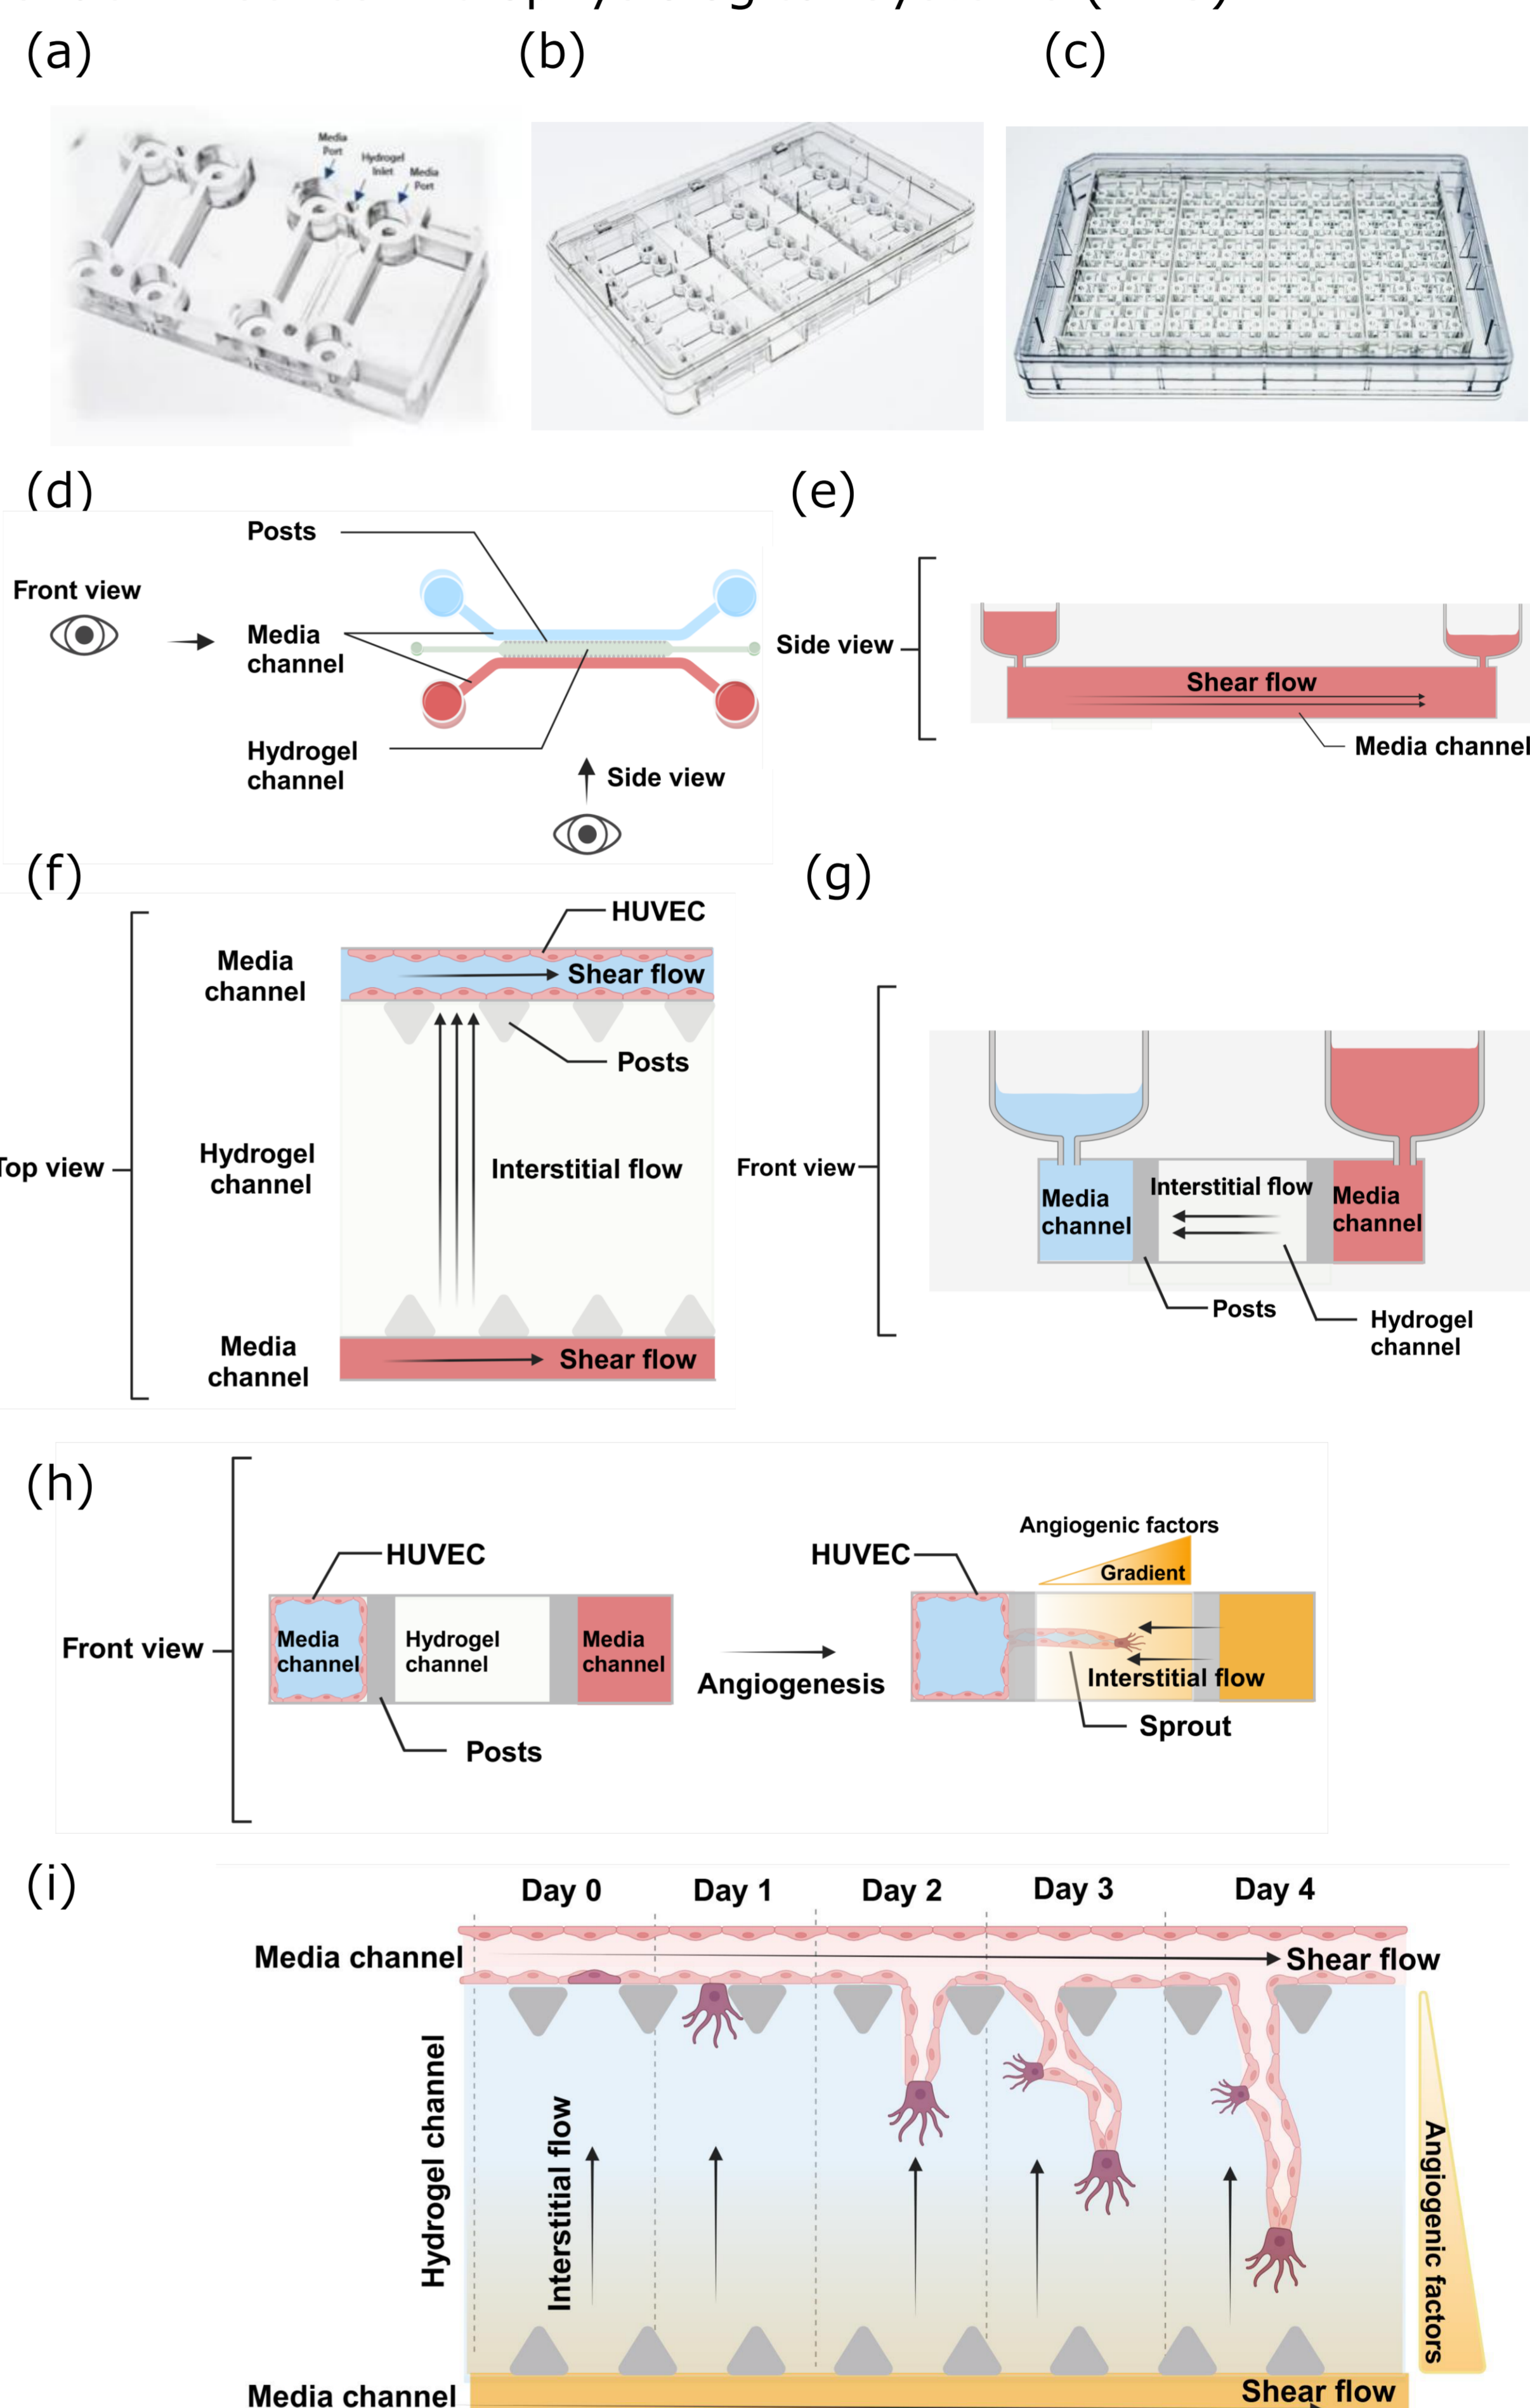 (a)
(b)
(c)
Media
Port
Hydrogel
Inlet
Media
Port
(d)
Posts
Front view
Media
channel
Hydrogel
channel
Side view
(e)
Side view
Shear flow
Media channel
(f)
HUVEC
Media
channel
Shear flow
Posts
Top view
Hydrogel
channel
Interstitial flow
Media
channel
Shear flow
(g)
Front view
Media
channel
Interstitial flow
Media
channel
Posts
Hydrogel
channel
(h)
Front view
HUVEC
Media
channel
Hydrogel
channel
Media
channel
Posts
Angiogenesis
HUVEC
Angiogenic factors
Gradient
Interstitial flow
Sprout
(i)
Day 0
Day 1
Day 2
Day 3
Day 4
Media channel
Shear flow
Hydrogel channel
Interstitial flow
Angiogenic factors
Media channel
Shear flow